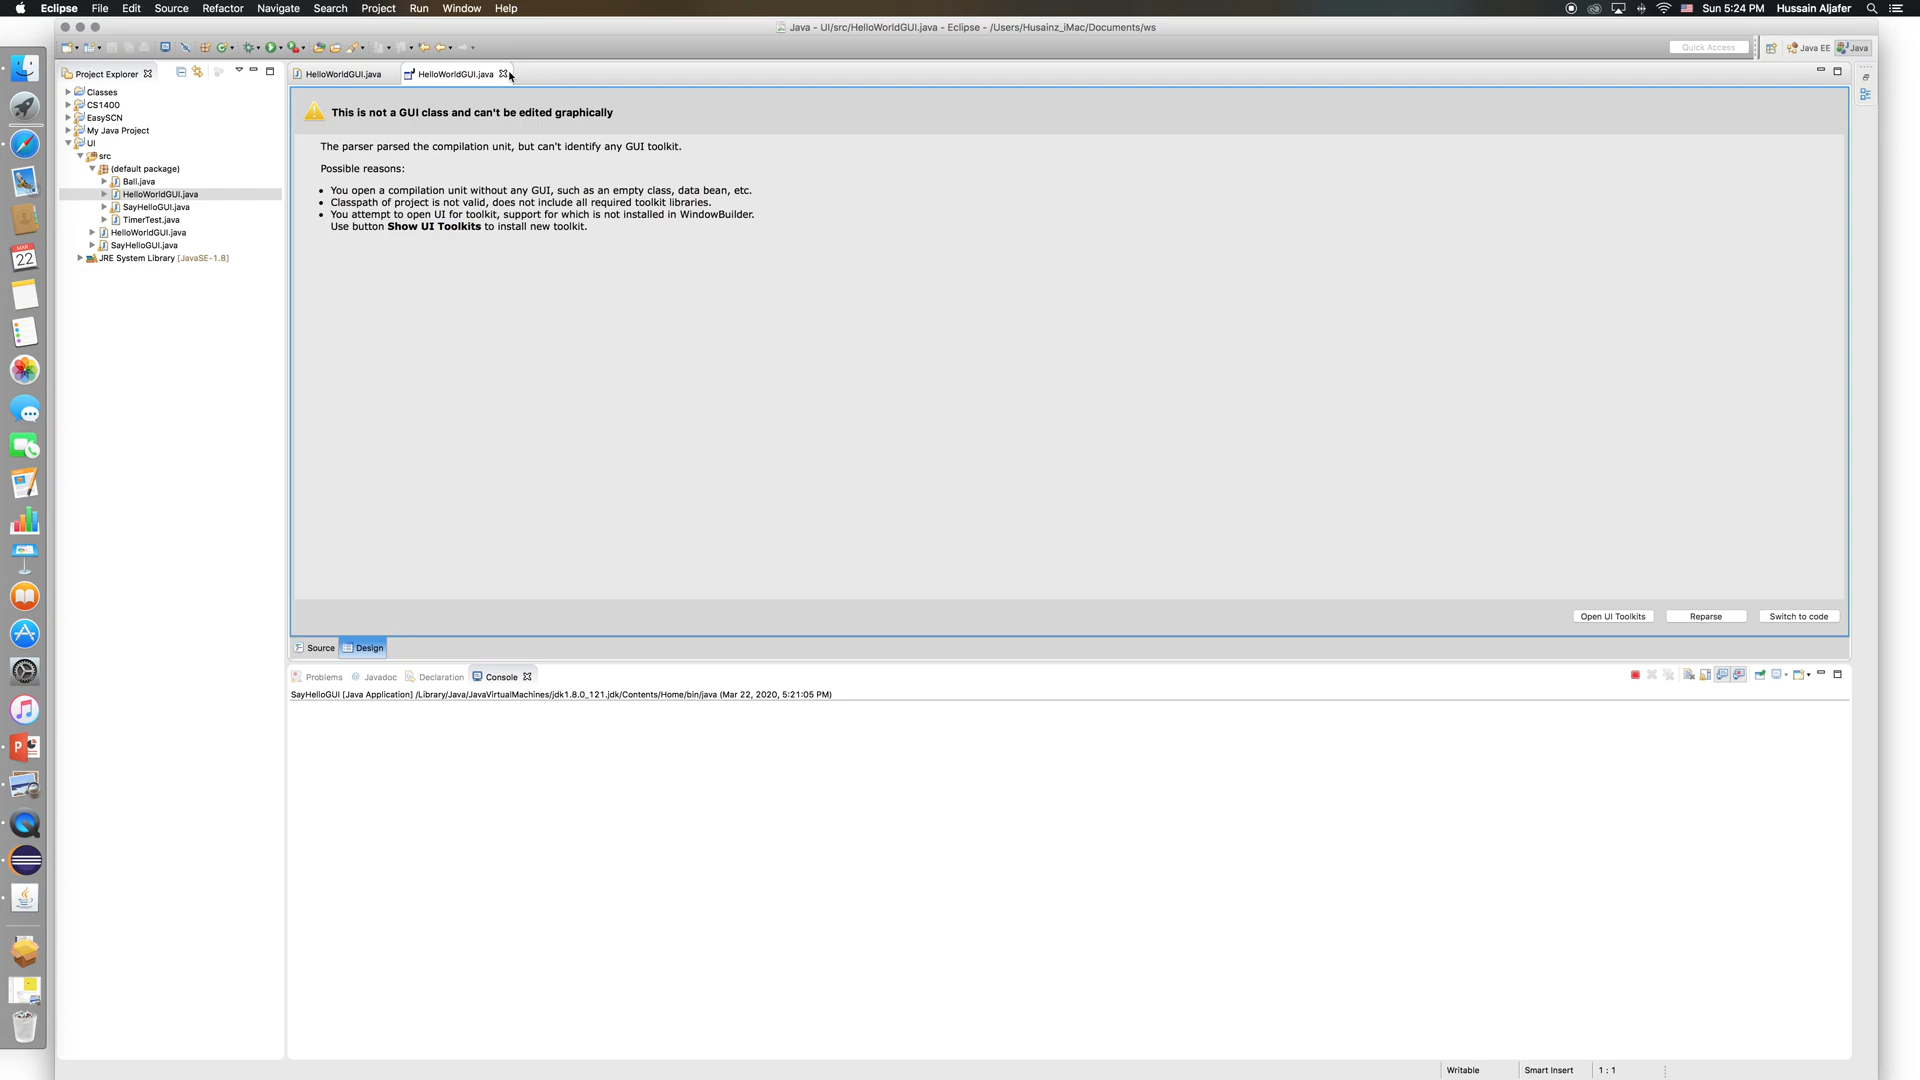 Eclipse File Edit Source Refactor Navigate Search Project Run Window Help Sun 5:24 PM Hussain Aljafer
Java - UI/src/HelloWorldGUI.java - Eclipse - /Users/Husainz_iMac/Documents/ws
Quick Access Java EE Java
Project Explorer
HelloWorldGUI.java HelloWorldGUI.java
Classes
CS1400
EasySCN
My Java Project
UI
src
(default package)
Ball.java
HelloWorldGUI.java
SayHelloGUI.java
TimerTest.java
HelloWorldGUI.java
SayHelloGUI.java
JRE System Library [JavaSE-1.8]
This is not a GUI class and can't be edited graphically
The parser parsed the compilation unit, but can't identify any GUI toolkit.
Possible reasons:
• You open a compilation unit without any GUI, such as an empty class, data bean, etc.
• Classpath of project is not valid, does not include all required toolkit libraries.
• You attempt to open UI for toolkit, support for which is not installed in WindowBuilder.
Use button Show UI Toolkits to install new toolkit.
Open UI Toolkits Reparse Switch to code
Source Design
Problems Javadoc Declaration Console
SayHelloGUI [Java Application] /Library/Java/JavaVirtualMachines/jdk1.8.0_121.jdk/Contents/Home/bin/java (Mar 22, 2020, 5:21:05 PM)
Writable Smart Insert 1 : 1
MAR
22
P